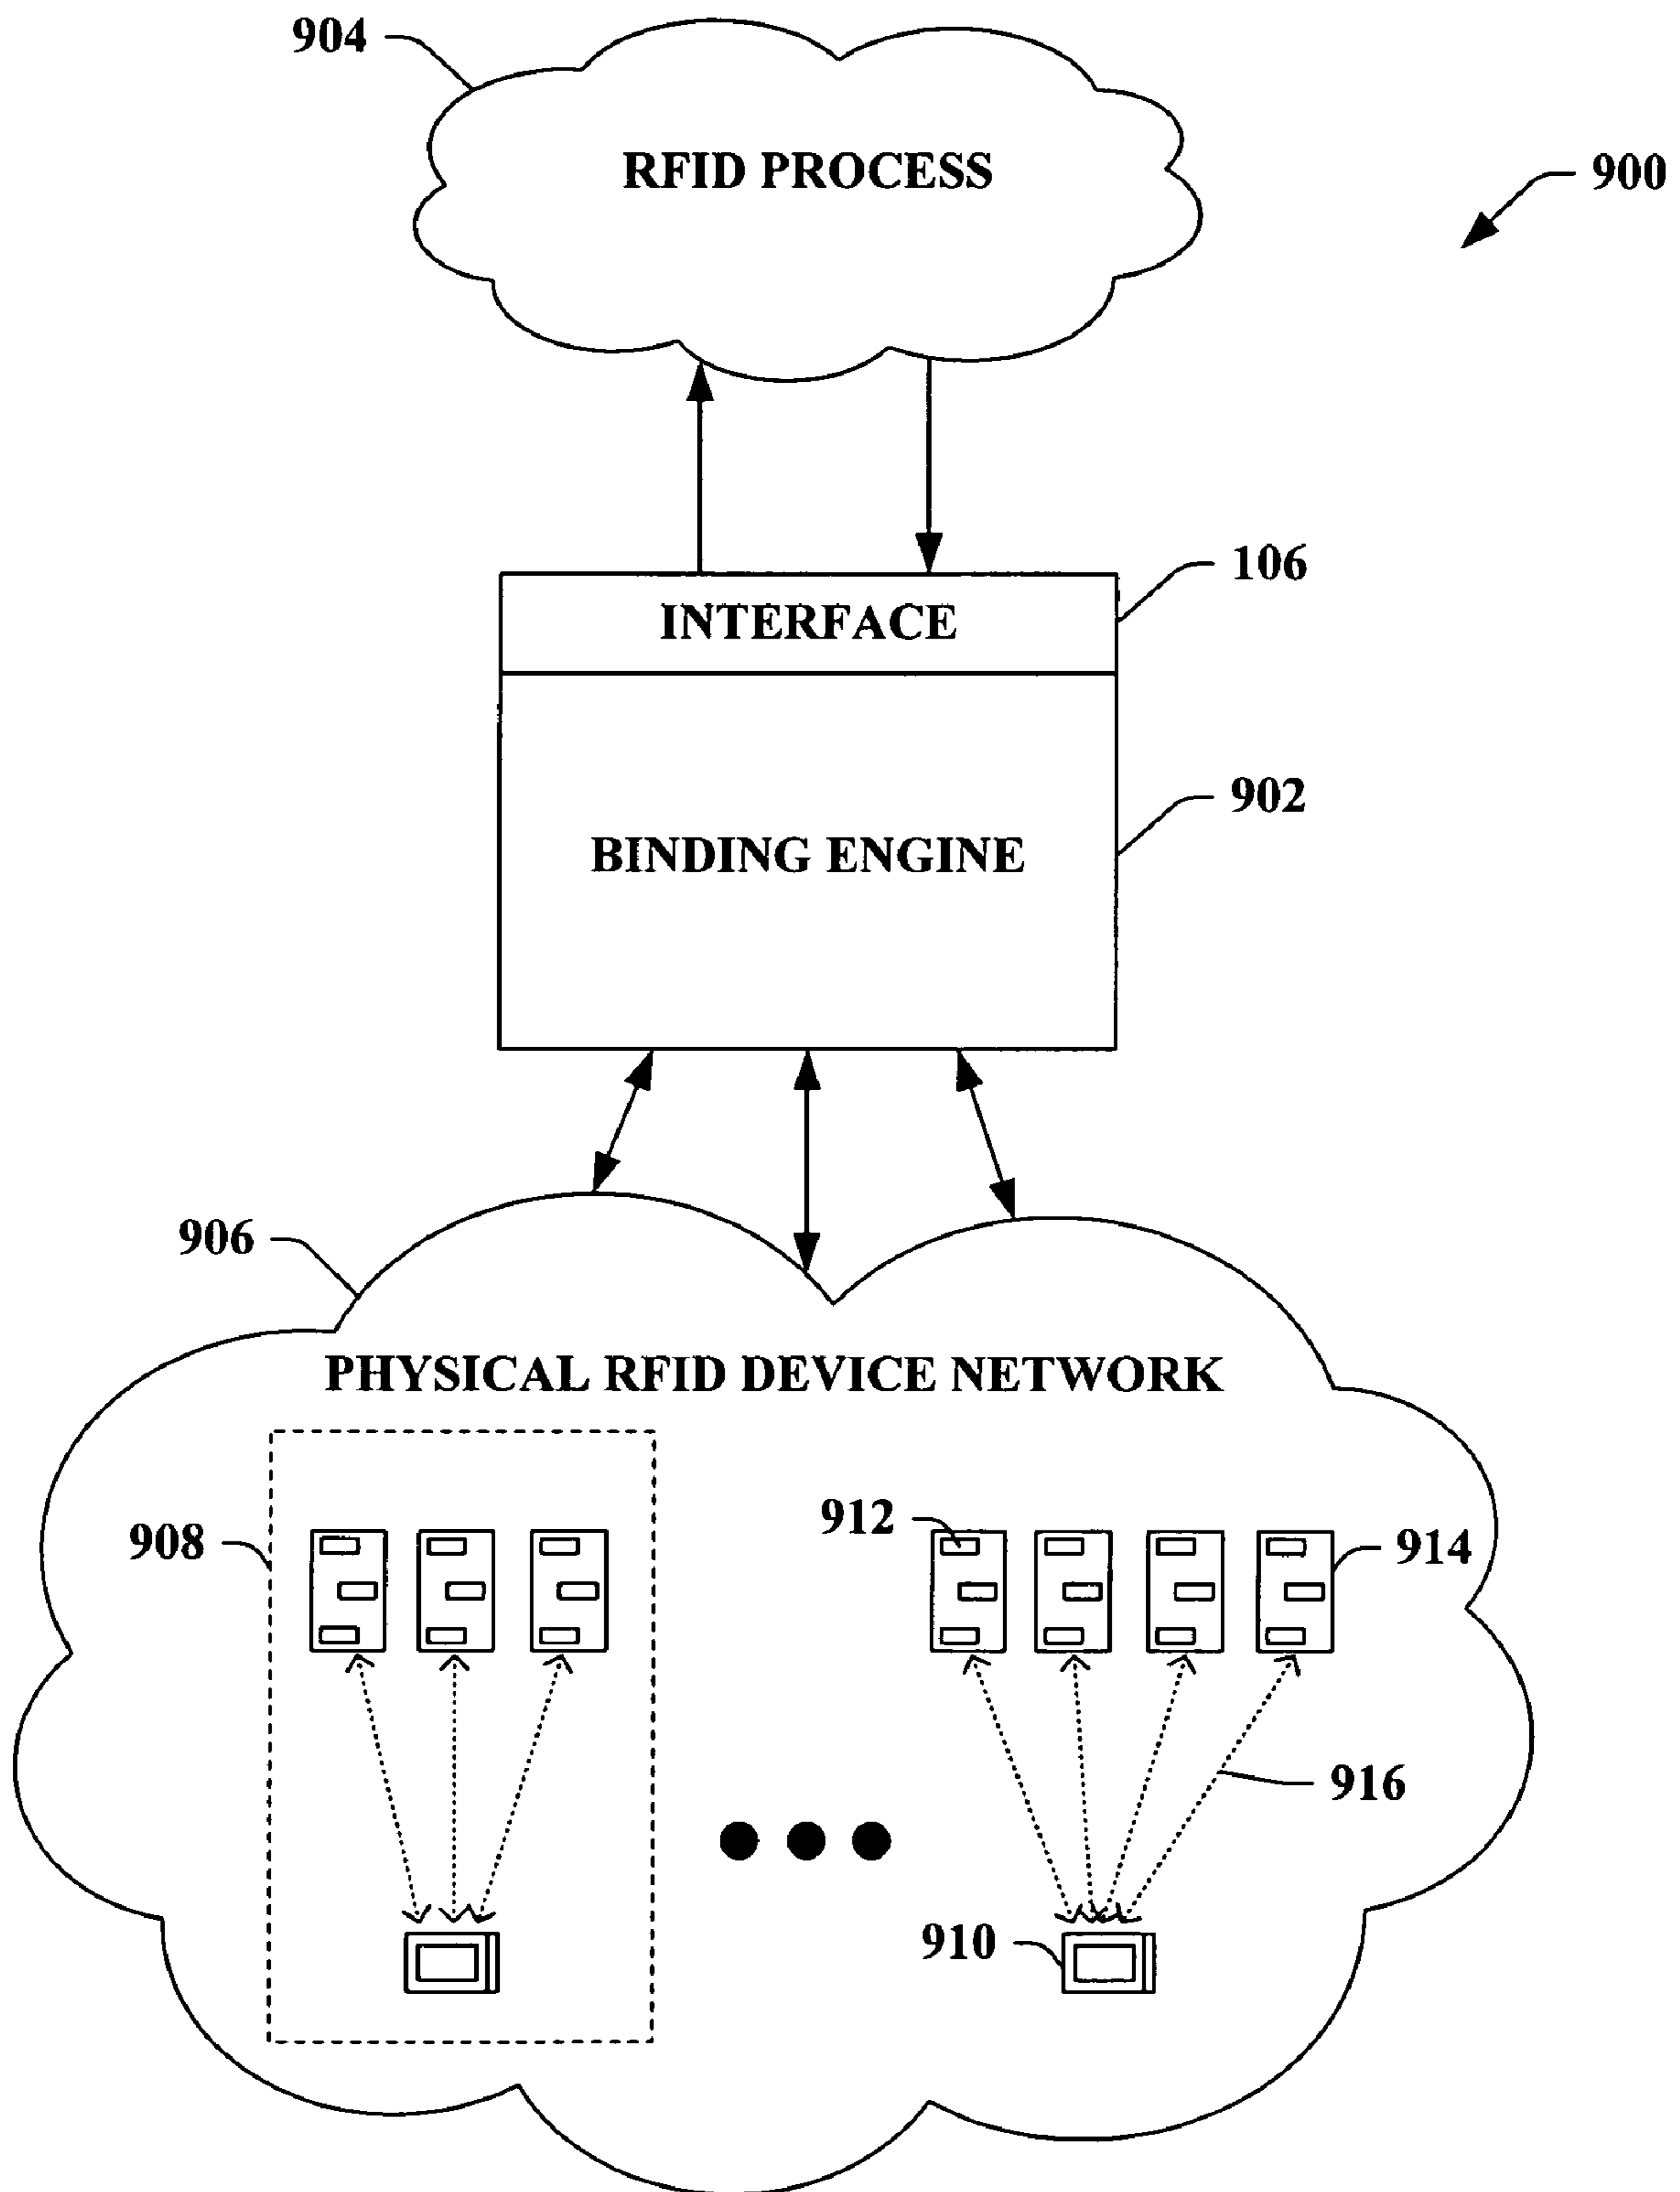 904
RFID PROCESS
900
106
INTERFACE
902
BINDING ENGINE
906
PHYSICAL RFID DEVICE NETWORK
908
912
914
916
910